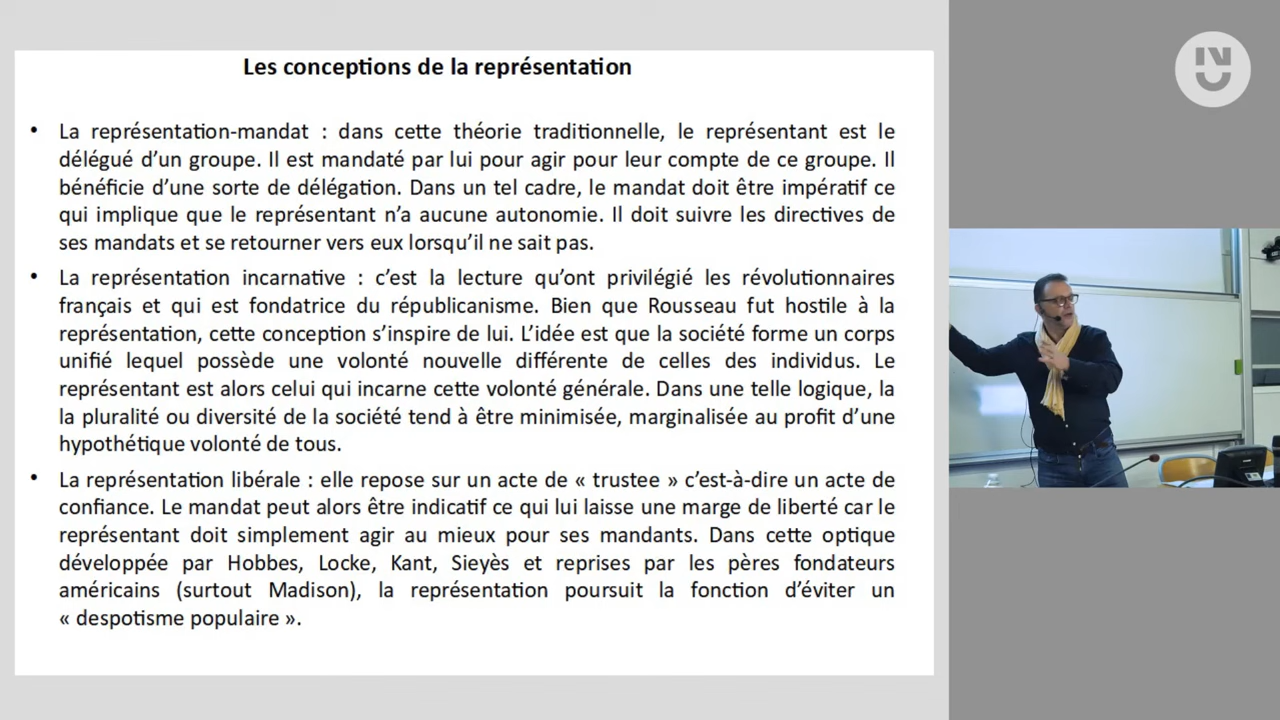 Les conceptions de la représentation
• La représentation-mandat : dans cette théorie traditionnelle, le représentant est le
délégué d’un groupe. Il est mandaté par lui pour agir pour leur compte de ce groupe. Il
bénéficie d’une sorte de délégation. Dans un tel cadre, le mandat doit être impératif ce
qui implique que le représentant n’a aucune autonomie. Il doit suivre les directives de
ses mandats et se retourner vers eux lorsqu’il ne sait pas.
• La représentation incarnative : c’est la lecture qu’ont privilégié les révolutionnaires
français et qui est fondatrice du républicanisme. Bien que Rousseau fut hostile à la
représentation, cette conception s’inspire de lui. L’idée est que la société forme un corps
unifié lequel possède une volonté nouvelle différente de celles des individus. Le
représentant est alors celui qui incarne cette volonté générale. Dans une telle logique, la
la pluralité ou diversité de la société tend à être minimisée, marginalisée au profit d’une
hypothétique volonté de tous.
• La représentation libérale : elle repose sur un acte de « trustee » c’est-à-dire un acte de
confiance. Le mandat peut alors être indicatif ce qui lui laisse une marge de liberté car le
représentant doit simplement agir au mieux pour ses mandants. Dans cette optique
développée par Hobbes, Locke, Kant, Sieyès et reprises par les pères fondateurs
américains (surtout Madison), la représentation poursuit la fonction d’éviter un
« despotisme populaire ».